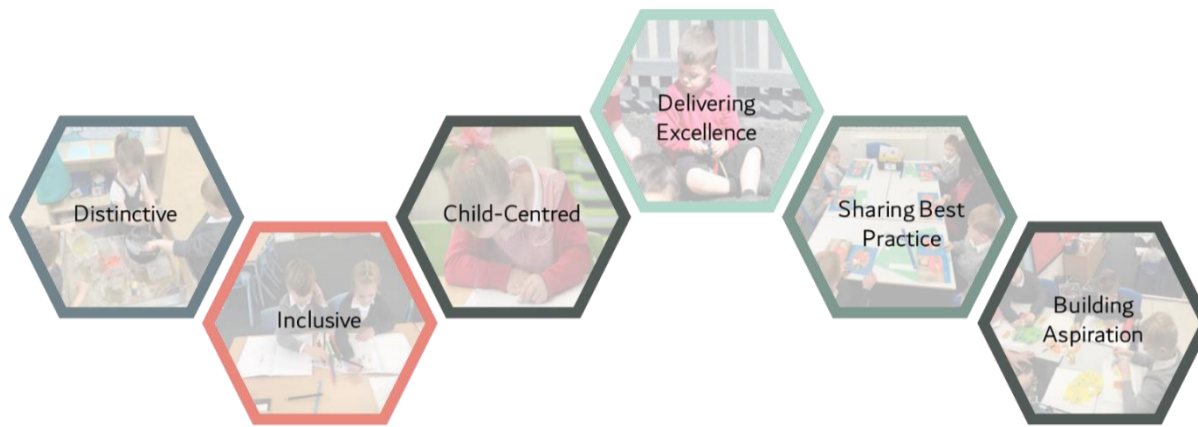 Distinctive
Inclusive
Child-Centred
Delivering
Excellence
Sharing Best
Practice
Building
Aspiration